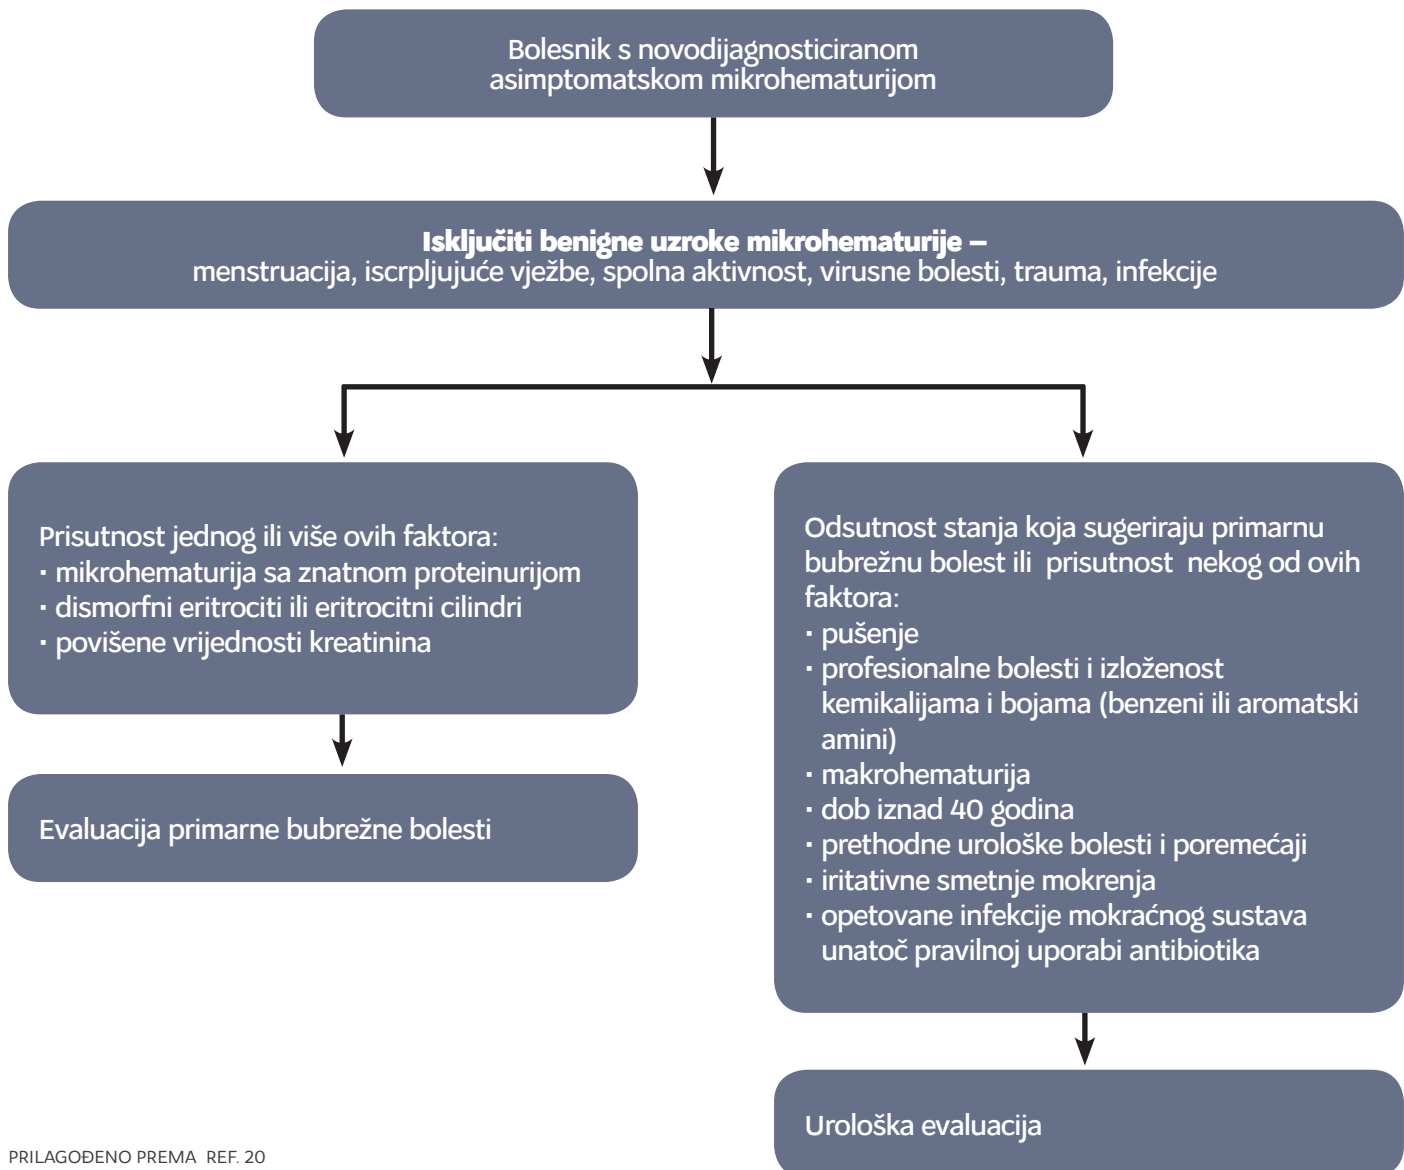 Bolesnik s novodijagnosticiranom
asimptomatskom mikrohematurijom
Isključiti benigne uzroke mikrohematurije –
menstruacija, iscrpljujuće vježbe, spolna aktivnost, virusne bolesti, trauma, infekcije
Prisutnost jednog ili više ovih faktora:
· mikrohematurija sa znatnom proteinurijom
· dismorfni eritrociti ili eritrocitni cilindri
· povišene vrijednosti kreatinina
Evaluacija primarne bubrežne bolesti
Odsutnost stanja koja sugeriraju primarnu
bubrežnu bolest ili prisutnost nekog od ovih
faktora:
· pušenje
· profesionalne bolesti i izloženost
kemikalijama i bojama (benzeni ili aromatski
amini)
· makrohematurija
· dob iznad 40 godina
· prethodne urološke bolesti i poremećaji
· iritativne smetnje mokrenja
· opetovane infekcije mokraćnog sustava
unatoč pravilnoj uporabi antibiotika
Urološka evaluacija
PRILAGOĐENO PREMA REF. 20